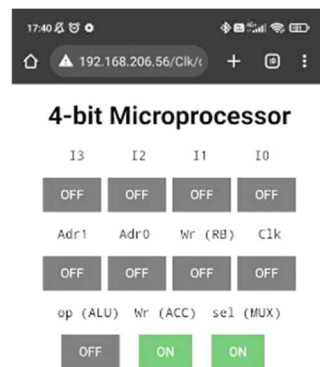 17:40
192.168.206.56/Clk/c
4-bit Microprocessor
I3 I2 I1 I0
OFF OFF OFF OFF
Adr1 Adr0 Wr (RB) Clk
OFF OFF OFF OFF
op (ALU) Wr (ACC) sel (MUX)
OFF ON ON